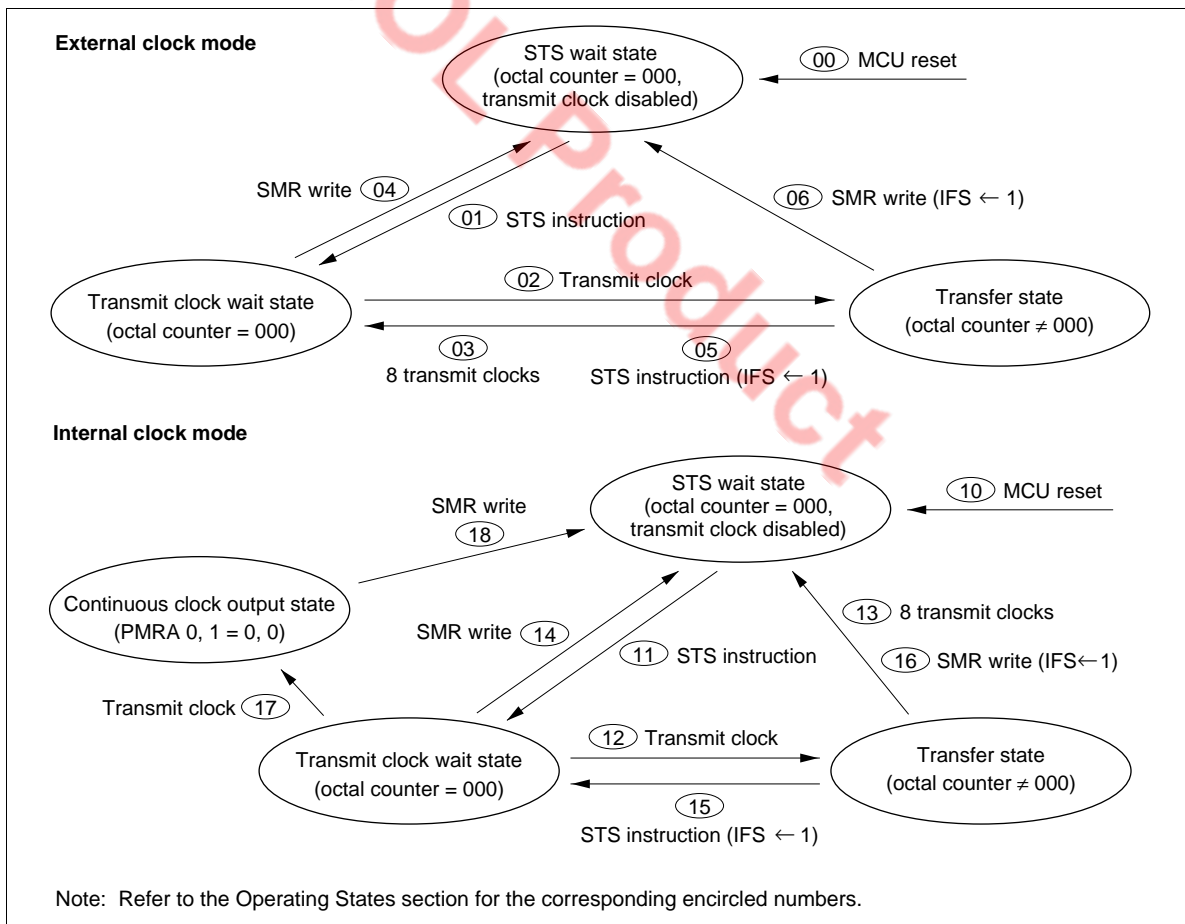 External clock mode
STS wait state
(octal counter = 000,
transmit clock disabled)
00 MCU reset
SMR write 04
01 STS instruction
06 SMR write (IFS ← 1)
Transmit clock wait state
(octal counter = 000)
02 Transmit clock
Transfer state
(octal counter ≠ 000)
03
8 transmit clocks
05
STS instruction (IFS ← 1)
Internal clock mode
STS wait state
(octal counter = 000,
transmit clock disabled)
10 MCU reset
SMR write
18
Continuous clock output state
(PMRA 0, 1 = 0, 0)
SMR write 14
11 STS instruction
13 8 transmit clocks
16 SMR write (IFS← 1)
Transmit clock 17
Transmit clock wait state
(octal counter = 000)
12 Transmit clock
Transfer state
(octal counter ≠ 000)
15
STS instruction (IFS ← 1)
Note: Refer to the Operating States section for the corresponding encircled numbers.
OL Product